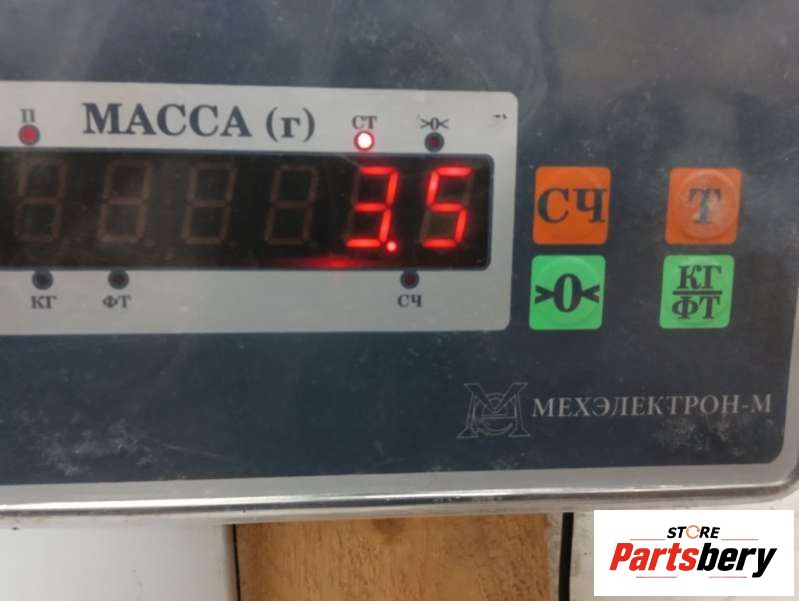 П
МАССА (г)
СТ
>0<
3.5
КГ
ФТ
СЧ
СЧ
Т
>0<
КГ
ФТ
МЕХЭЛЕКТРОН-М
STORE
Partsbery